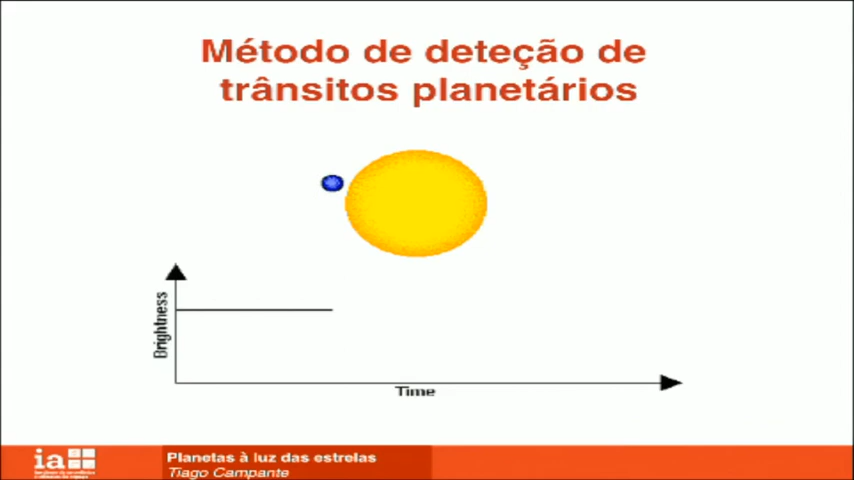 Método de deteção de
trânsitos planetários
Brightness
Time
ia
Planetas à luz das estrelas
Tiago Campante